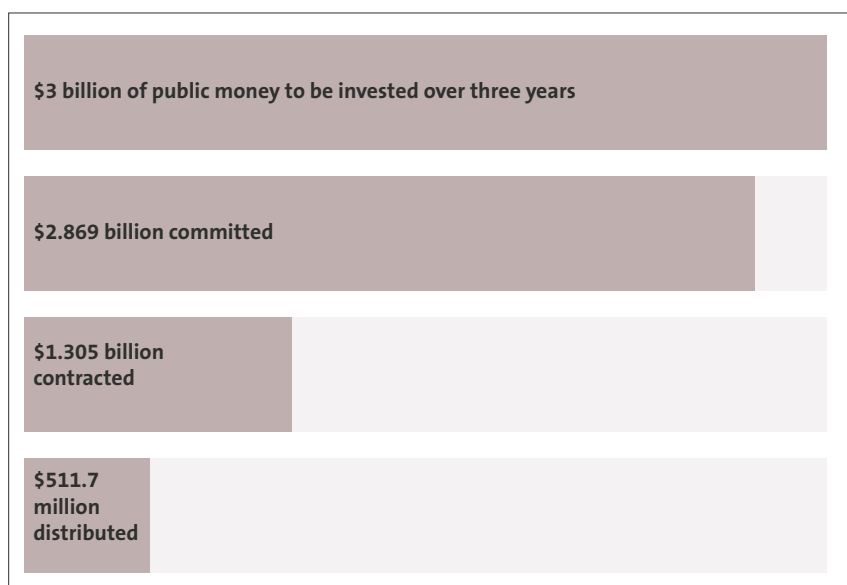 $3 billion of public money to be invested over three years
$2.869 billion committed
$1.305 billion
contracted
$511.7
million
distributed